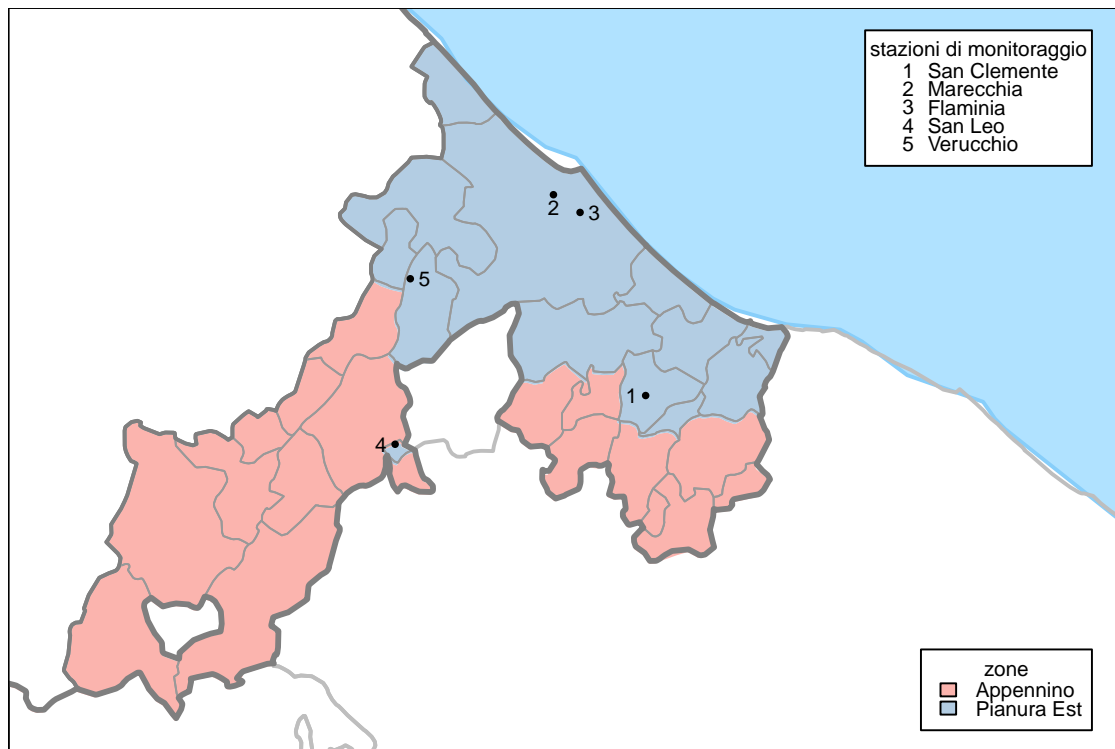 stazioni di monitoraggio
1 San Clemente
2 Marecchia
3 Flaminia
4 San Leo
5 Verucchio
2
3
5
1
4
zone
Appennino
Pianura Est